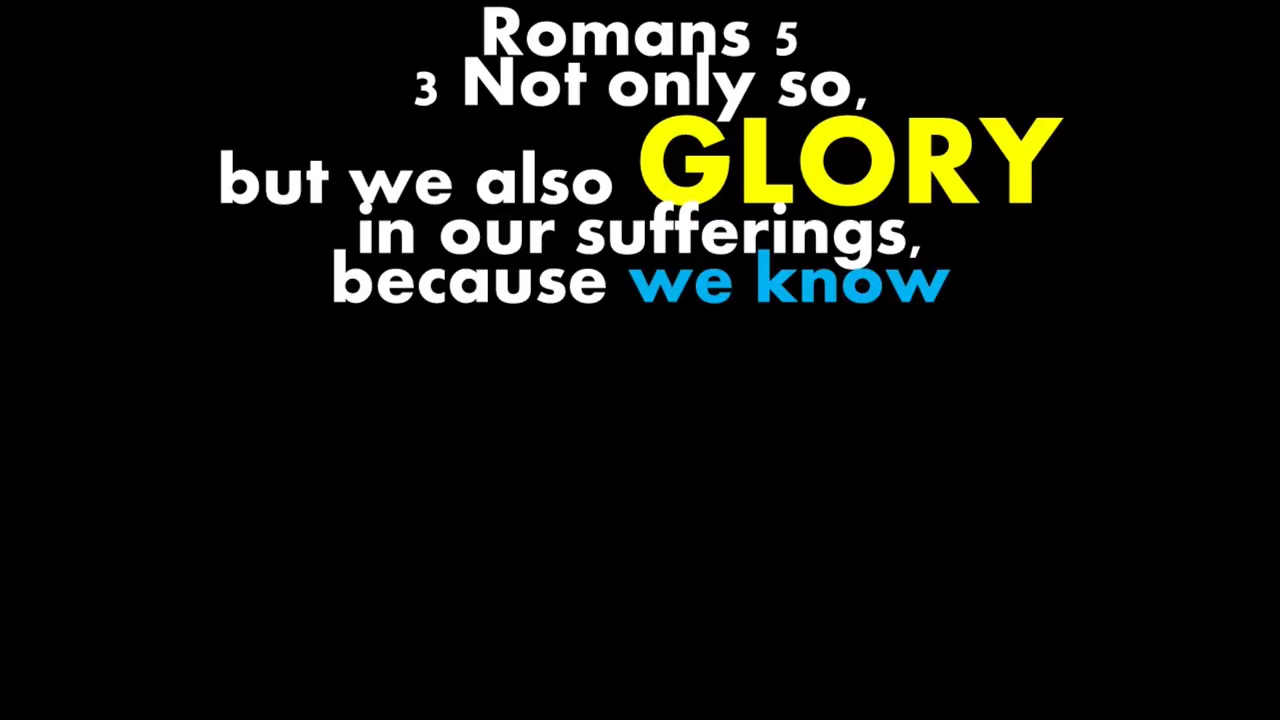 Romans 5
3 Not only so,
but we also GLORY
in our sufferings,
because we know